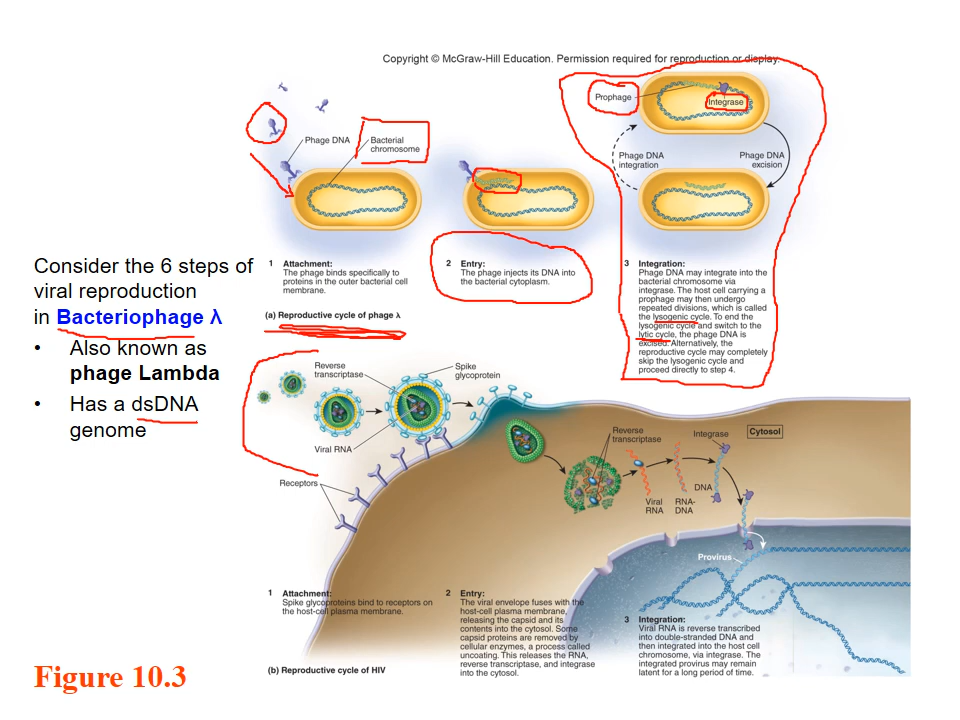 Copyright © McGraw-Hill Education. Permission required for reproduction or display.
Prophage
Integrase
Phage DNA
Bacterial
chromosome
Phage DNA
integration
Phage DNA
excision
1 Attachment:
The phage binds specifically to
proteins in the outer bacterial cell
membrane.
2 Entry:
The phage injects its DNA into
the bacterial cytoplasm.
3 Integration:
Phage DNA may integrate into the
bacterial chromosome via
integrase. The host cell carrying a
prophage may then undergo
repeated divisions, which is called
the lysogenic cycle. To end the
lysogenic cycle and switch to the
lytic cycle, the phage DNA is
excised. Alternatively, the
reproductive cycle may completely
skip the lysogenic cycle and
proceed directly to step 4.
(a) Reproductive cycle of phage λ
Consider the 6 steps of
viral reproduction
in Bacteriophage λ
• Also known as
phage Lambda
• Has a dsDNA
genome
Reverse
transcriptase
Spike
glycoprotein
Viral RNA
Receptors
Reverse
transcriptase
Integrase
Cytosol
DNA
Viral
RNA
RNA-
DNA
Provirus
1 Attachment:
Spike glycoproteins bind to receptors on
the host-cell plasma membrane.
2 Entry:
The viral envelope fuses with the
host-cell plasma membrane,
releasing the capsid and its
contents into the cytosol. Some
capsid proteins are removed by
cellular enzymes, a process called
uncoating. This releases the RNA,
reverse transcriptase, and integrase
into the cytosol.
3 Integration:
Viral RNA is reverse transcribed
into double-stranded DNA and
then integrated into the host cell
chromosome, via integrase. The
integrated provirus may remain
latent for a long period of time.
(b) Reproductive cycle of HIV
Figure 10.3